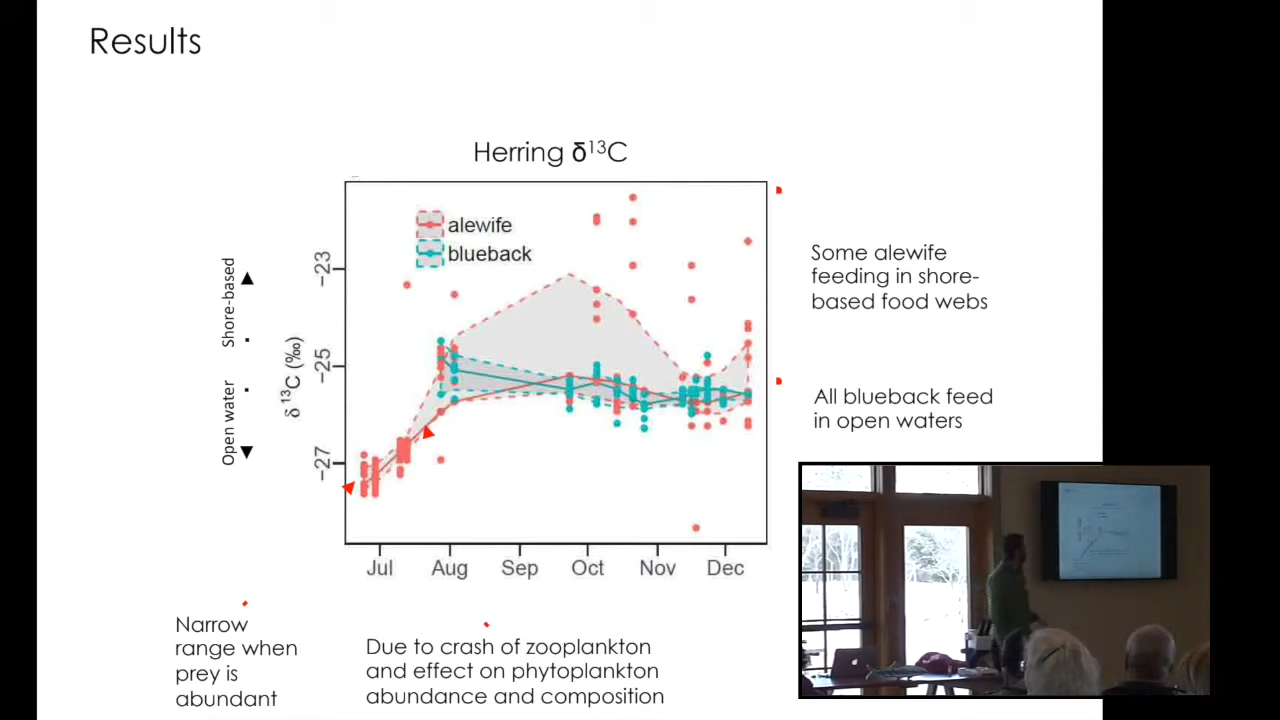 Results
Herring δ¹³C
alewife
blueback
Shore-based
Open water
δ ¹³C (‰)
−23
−25
−27
Jul Aug Sep Oct Nov Dec
Some alewife
feeding in shore-
based food webs
All blueback feed
in open waters
Narrow
range when
prey is
abundant
Due to crash of zooplankton
and effect on phytoplankton
abundance and composition